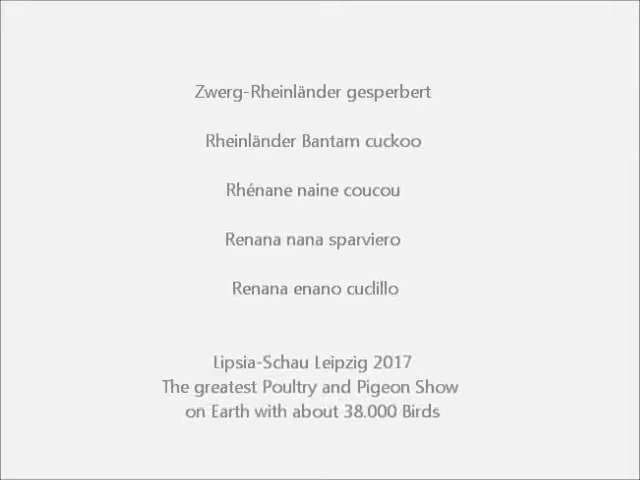 Zwerg-Rheinländer gesperbert
Rheinländer Bantam cuckoo
Rhénane naine coucou
Renana nana sparviero
Renana enano cuclillo
Lipsia-Schau Leipzig 2017
The greatest Poultry and Pigeon Show
on Earth with about 38.000 Birds